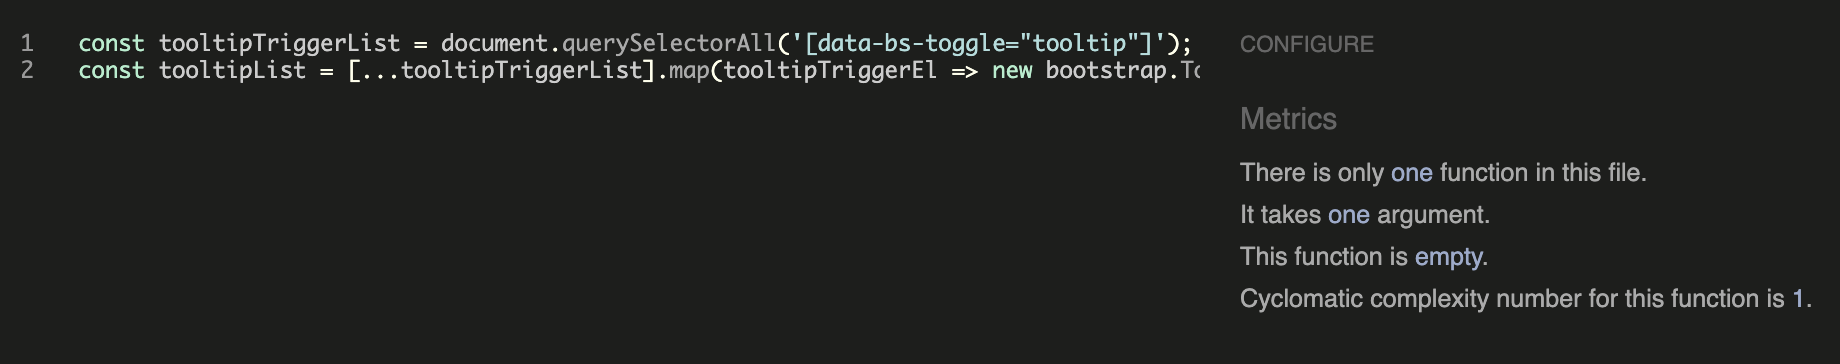 1 const tooltipTriggerList = document.querySelectorAll('[data-bs-toggle="tooltip"]');
2 const tooltipList = [...tooltipTriggerList].map(tooltipTriggerEl => new bootstrap.To
CONFIGURE
Metrics
There is only one function in this file.
It takes one argument.
This function is empty.
Cyclomatic complexity number for this function is 1.